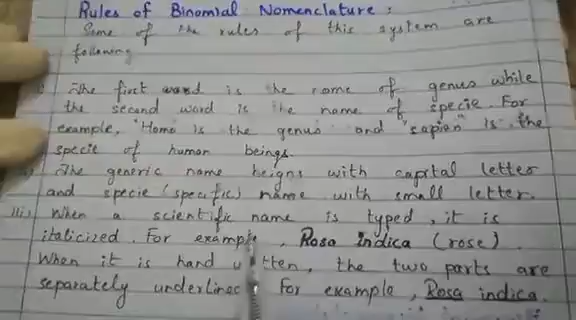 Rules of Binomial Nomenclature :
Some of the rules of this system are
following
i) The first word is the name of genus while
the second word is the name of specie. For
example, "Homo is the genus and "sapien" is the
specie of human beings.
ii) The generic name beigns with capital letter
and specie (specific) name with small letter.
iii) When a scientific name is typed, it is
italicized. For example, Rosa Indica (rose).
When it is hand written, the two parts are
separately underlined. For example, Rosa indica.